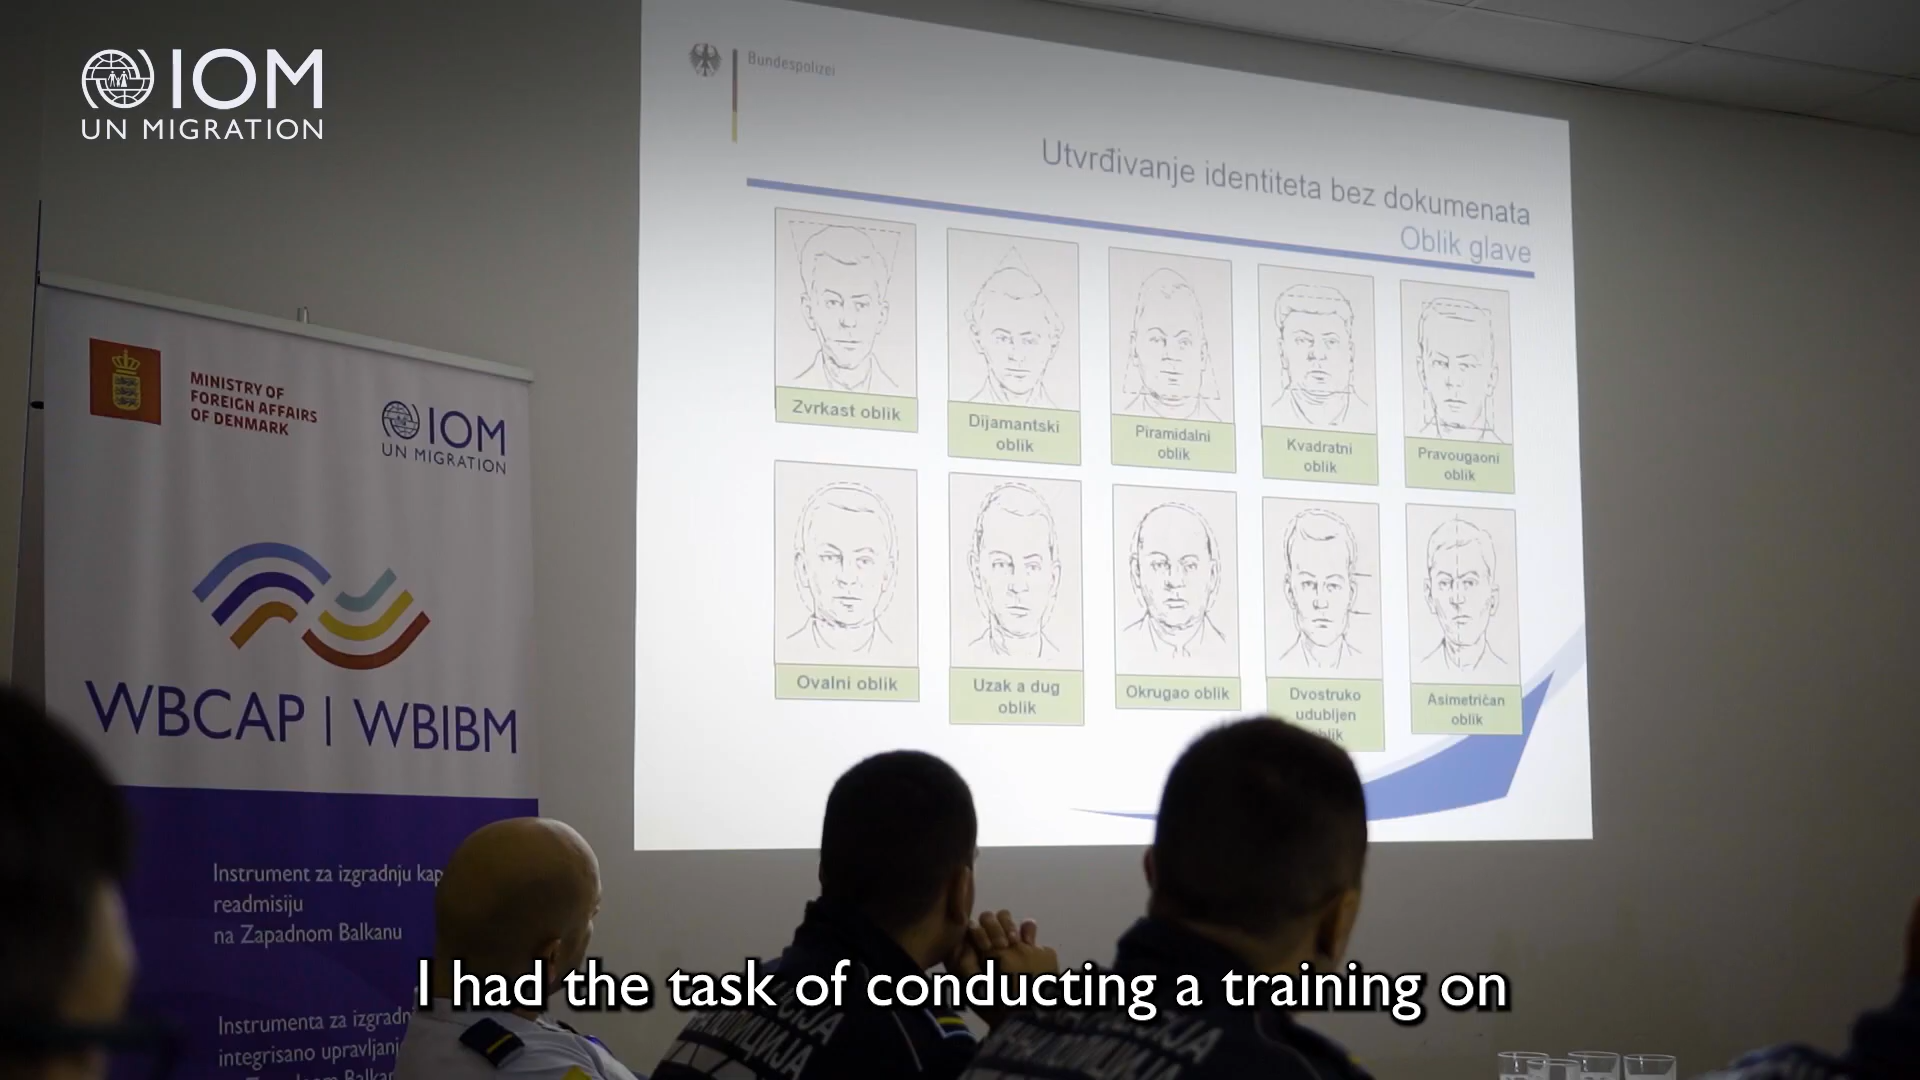 IOM
UN MIGRATION
Bundespolizei
Utvrđivanje identiteta bez dokumenata
Oblik glave
Zvrkast oblik
Dijamantski
oblik
Piramidalni
oblik
Kvadratni
oblik
Pravougaoni
oblik
Ovalni oblik
Uzak a dug
oblik
Okrugao oblik
Dvostruko
udubljen
Asimetričan
oblik
MINISTRY OF
FOREIGN AFFAIRS
OF DENMARK
IOM
UN MIGRATION
WBCAP | WBIBM
Instrument za izgradnju kap
readmisiju
na Zapadnom Balkanu
Instrumenta za izgradn
integrisano upravljanj
I had the task of conducting a training on